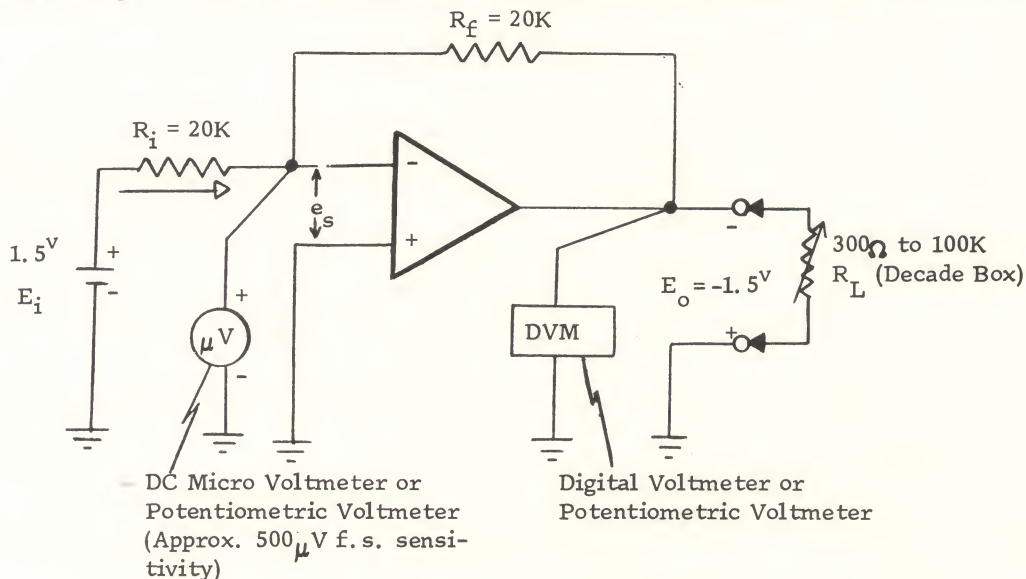 R_f = 20K
R_i = 20K
-
e_s
+
1.5^V
+
E_i
-
+
μV
-
DVM
-
E_o = -1.5^V
+
300Ω to 100K
R_L (Decade Box)
DC Micro Voltmeter or
Potentiometric Voltmeter
(Approx. 500μV f.s. sensi-
tivity)
Digital Voltmeter or
Potentiometric Voltmeter